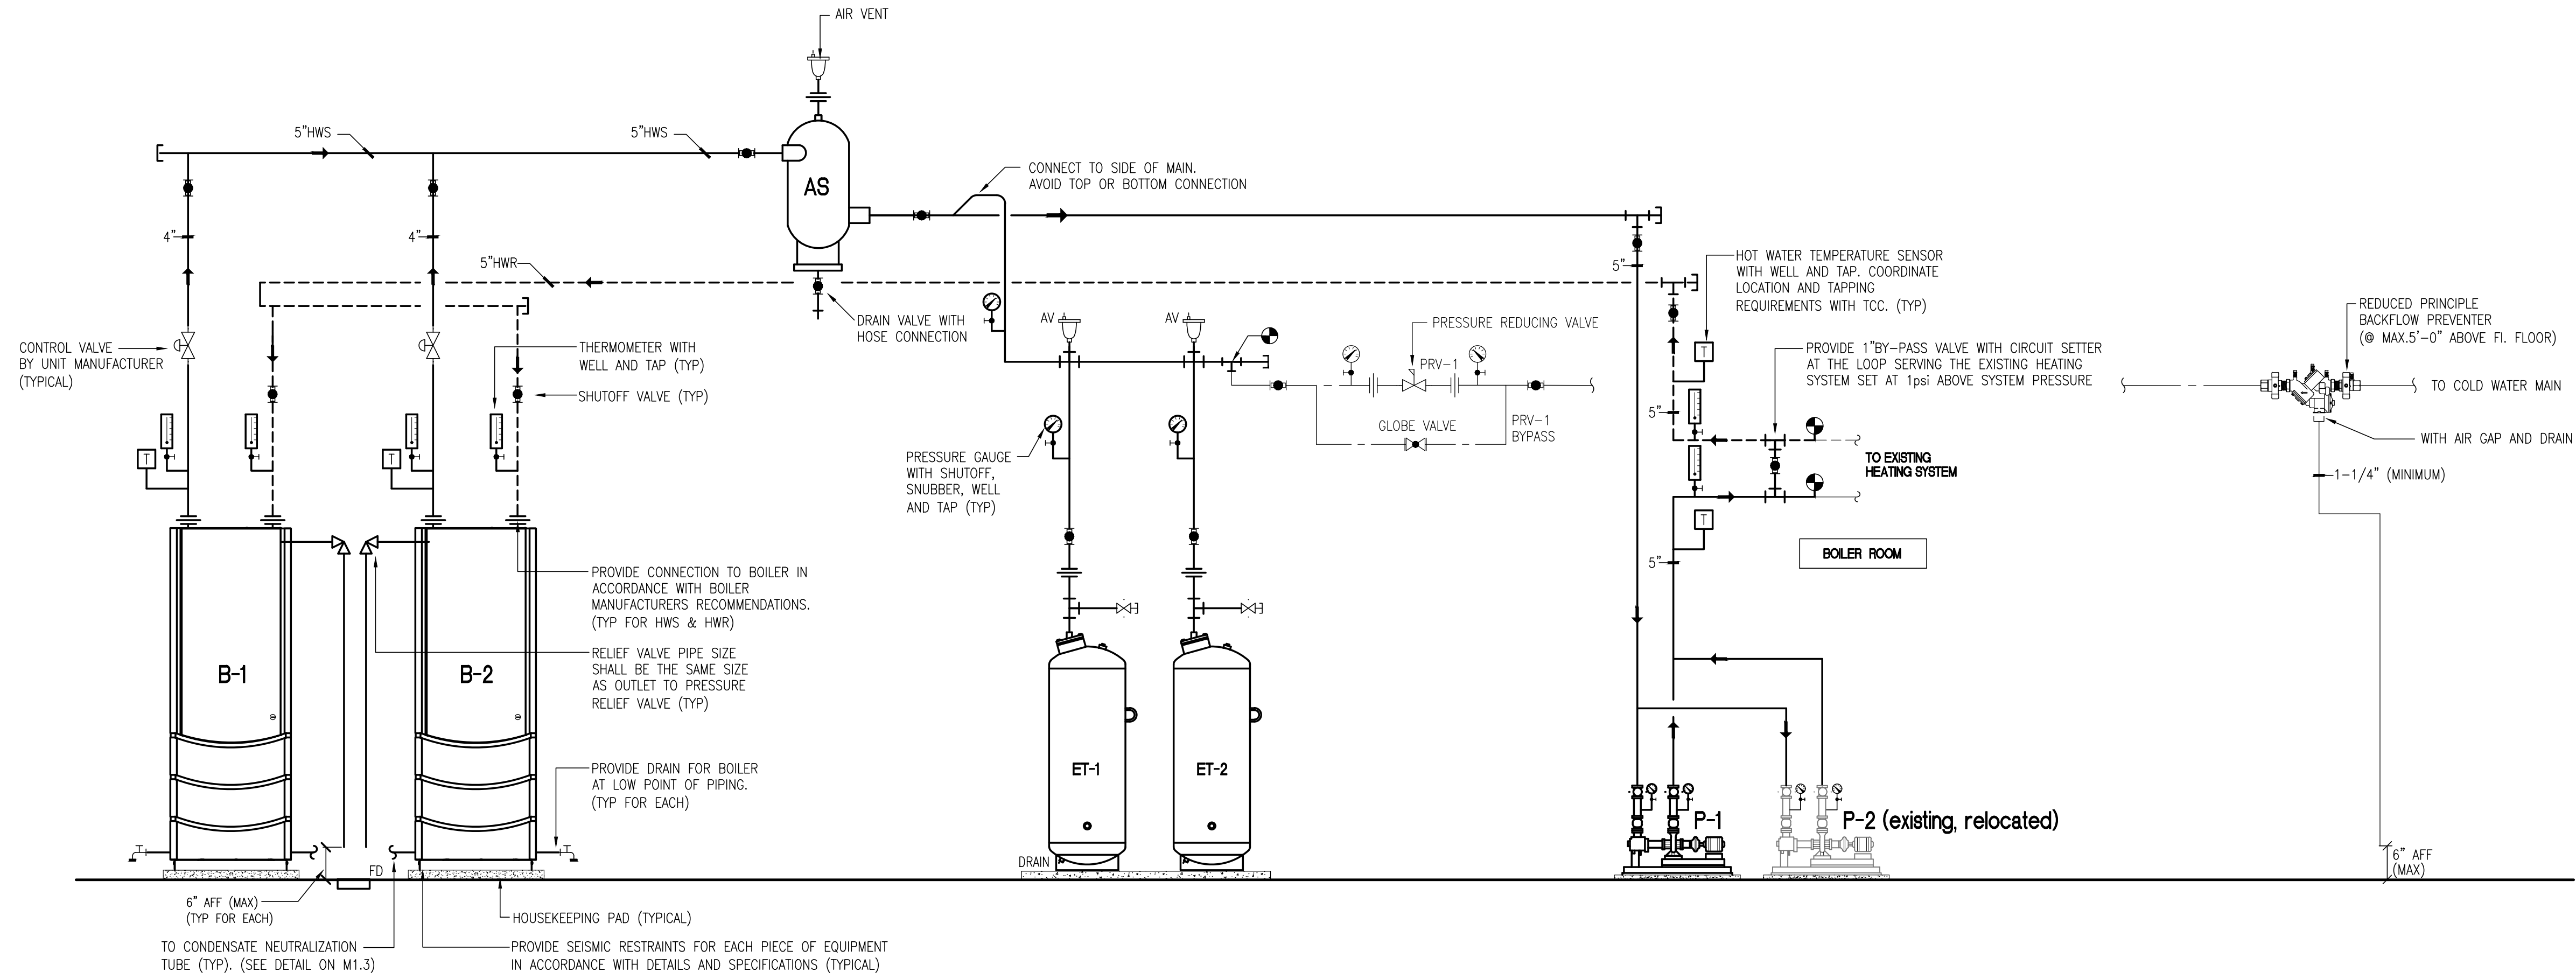 AIR VENT
5"HWS
5"HWS
AS
CONNECT TO SIDE OF MAIN.
AVOID TOP OR BOTTOM CONNECTION
4"
4"
5"HWR
5"
HOT WATER TEMPERATURE SENSOR
WITH WELL AND TAP. COORDINATE
LOCATION AND TAPPING
REQUIREMENTS WITH TCC. (TYP)
DRAIN VALVE WITH
HOSE CONNECTION
AV
AV
PRESSURE REDUCING VALVE
PRV-1
REDUCED PRINCIPLE
BACKFLOW PREVENTER
(@ MAX.5'-0" ABOVE FI. FLOOR)
CONTROL VALVE
BY UNIT MANUFACTURER
(TYPICAL)
THERMOMETER WITH
WELL AND TAP (TYP)
SHUTOFF VALVE (TYP)
T
PROVIDE 1"BY-PASS VALVE WITH CIRCUIT SETTER
AT THE LOOP SERVING THE EXISTING HEATING
SYSTEM SET AT 1psi ABOVE SYSTEM PRESSURE
TO COLD WATER MAIN
5"
GLOBE VALVE
PRV-1
BYPASS
WITH AIR GAP AND DRAIN
T
T
PRESSURE GAUGE
WITH SHUTOFF,
SNUBBER, WELL
AND TAP (TYP)
TO EXISTING
HEATING SYSTEM
1-1/4" (MINIMUM)
T
BOILER ROOM
5"
PROVIDE CONNECTION TO BOILER IN
ACCORDANCE WITH BOILER
MANUFACTURERS RECOMMENDATIONS.
(TYP FOR HWS & HWR)
RELIEF VALVE PIPE SIZE
SHALL BE THE SAME SIZE
AS OUTLET TO PRESSURE
RELIEF VALVE (TYP)
B-1
B-2
PROVIDE DRAIN FOR BOILER
AT LOW POINT OF PIPING.
(TYP FOR EACH)
ET-1
ET-2
P-1
P-2 (existing, relocated)
DRAIN
FD
6" AFF
(MAX)
6" AFF (MAX)
(TYP FOR EACH)
HOUSEKEEPING PAD (TYPICAL)
TO CONDENSATE NEUTRALIZATION
TUBE (TYP). (SEE DETAIL ON M1.3)
PROVIDE SEISMIC RESTRAINTS FOR EACH PIECE OF EQUIPMENT
IN ACCORDANCE WITH DETAILS AND SPECIFICATIONS (TYPICAL)